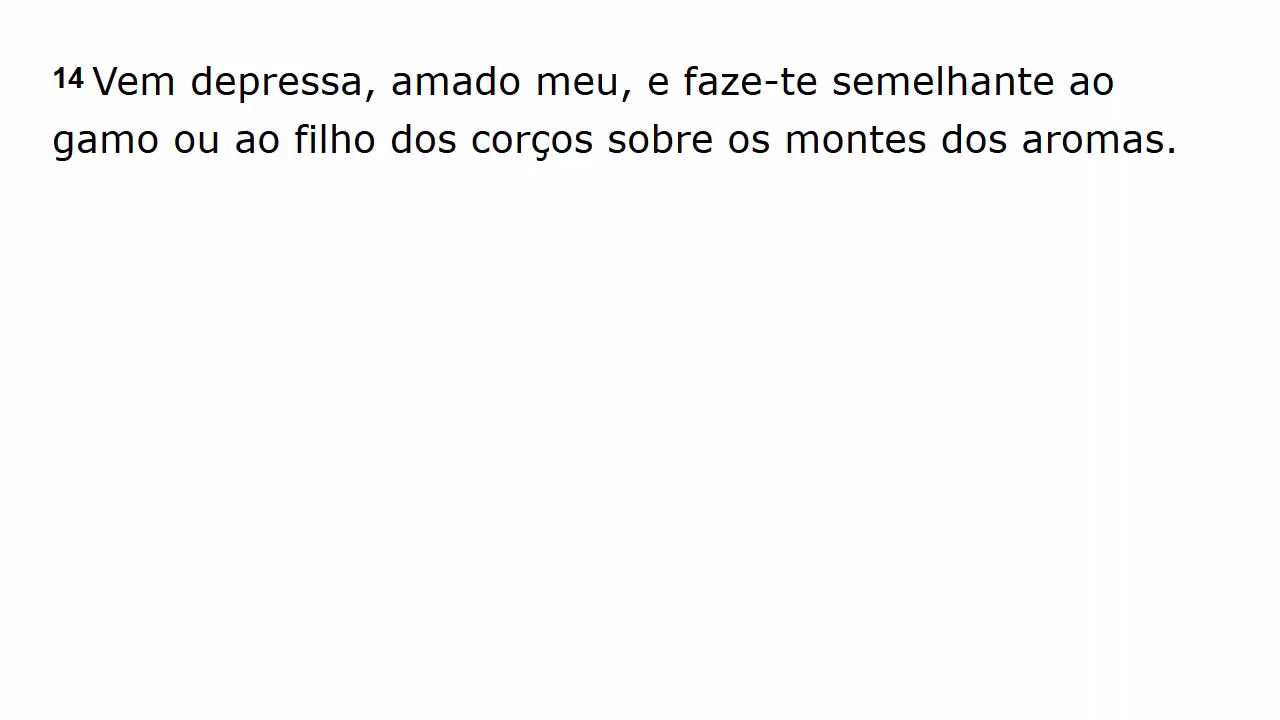 14 Vem depressa, amado meu, e faze-te semelhante ao
gamo ou ao filho dos corços sobre os montes dos aromas.